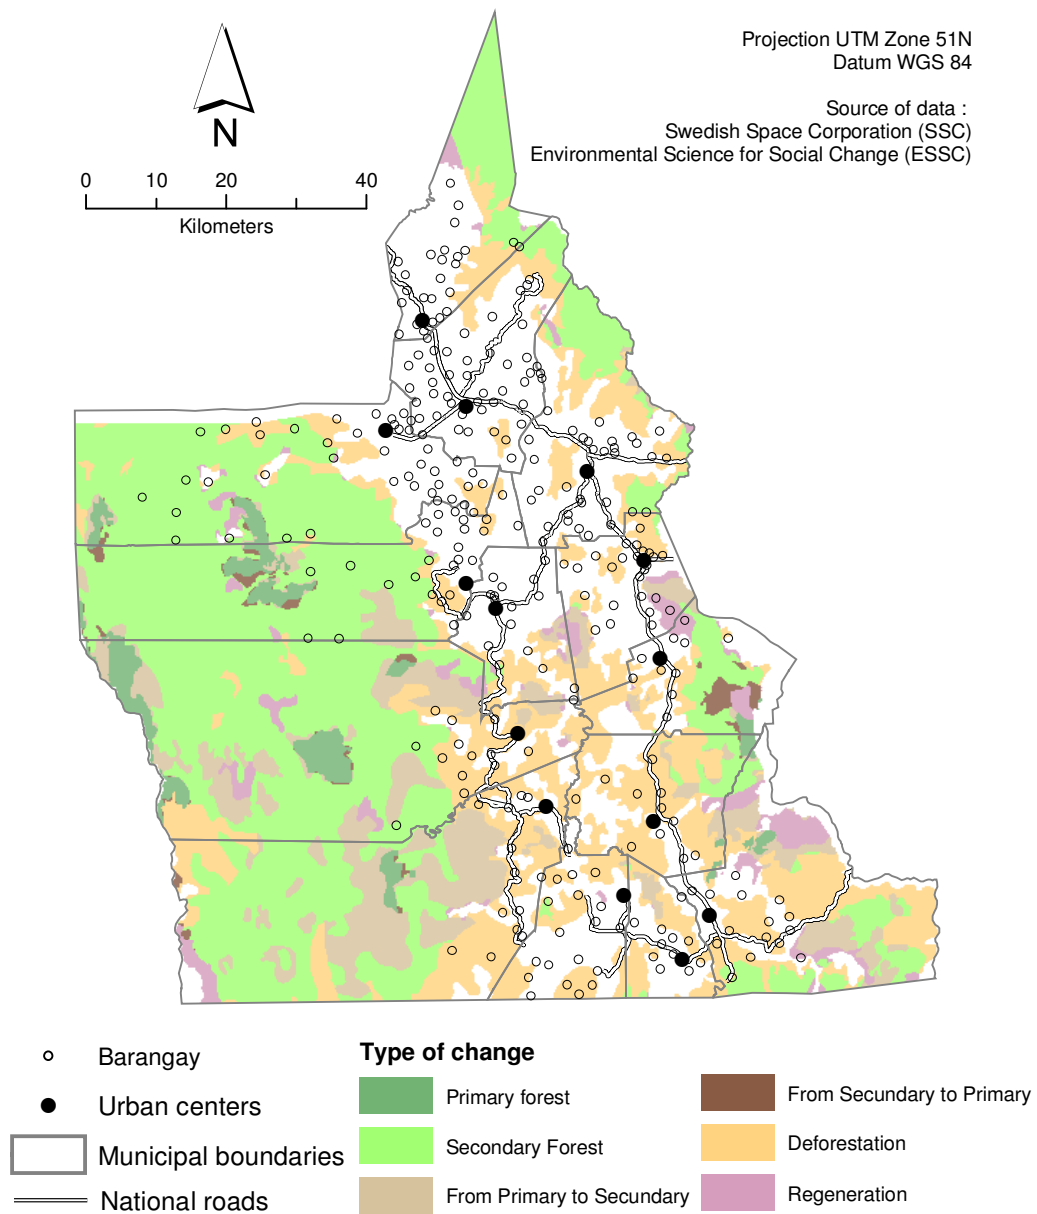 Projection UTM Zone 51N
Datum WGS 84
Source of data :
Swedish Space Corporation (SSC)
Environmental Science for Social Change (ESSC)
N
0 10 20 40
Kilometers
Barangay
Urban centers
Municipal boundaries
National roads
Type of change
Primary forest
Secondary Forest
From Primary to Secundary
From Secundary to Primary
Deforestation
Regeneration